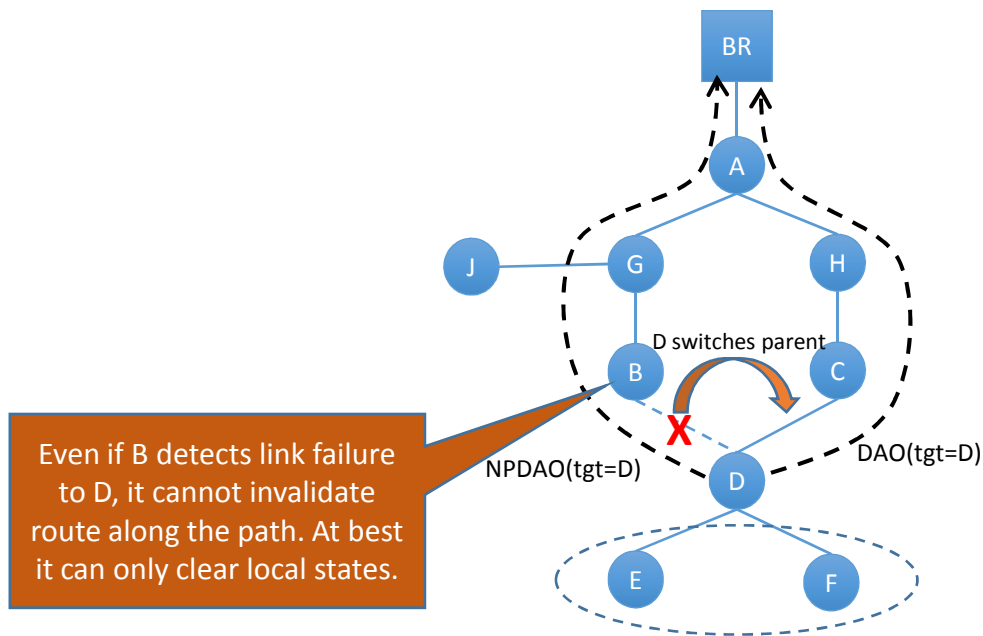 BR
A
J
G
H
D switches parent
B
C
X
Even if B detects link failure
to D, it cannot invalidate
route along the path. At best
it can only clear local states.
NPDAO(tgt=D)
DAO(tgt=D)
D
E
F